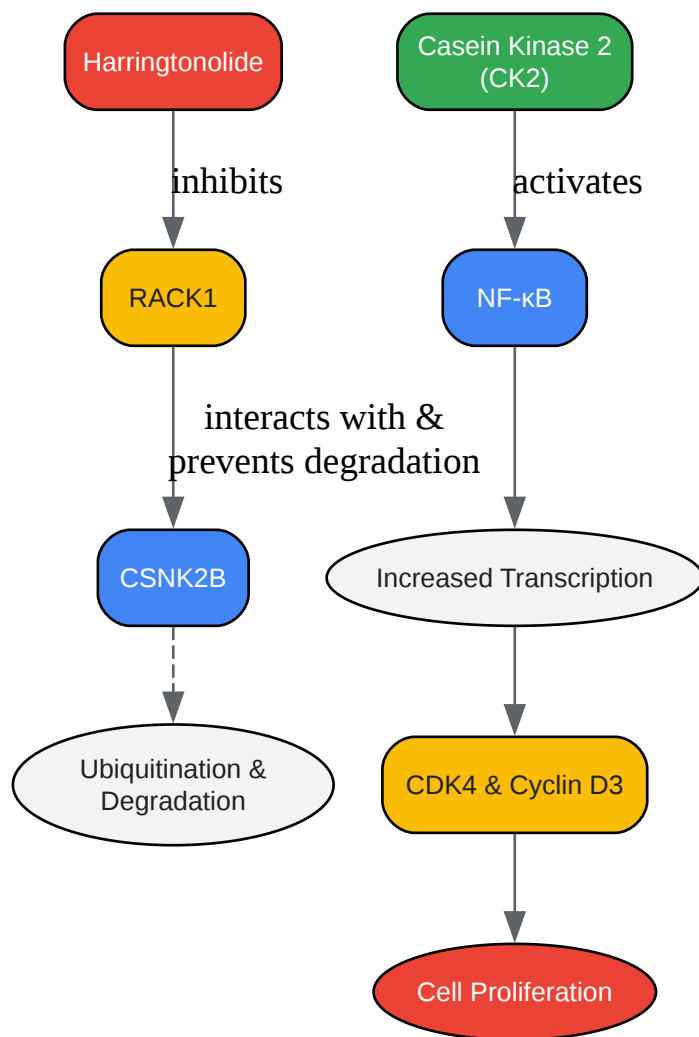 Harringtonolide
inhibits
RACK1
interacts with &
prevents degradation
CSNK2B
Ubiquitination &
Degradation
Casein Kinase 2
(CK2)
activates
NF-κB
Increased Transcription
CDK4 & Cyclin D3
Cell Proliferation